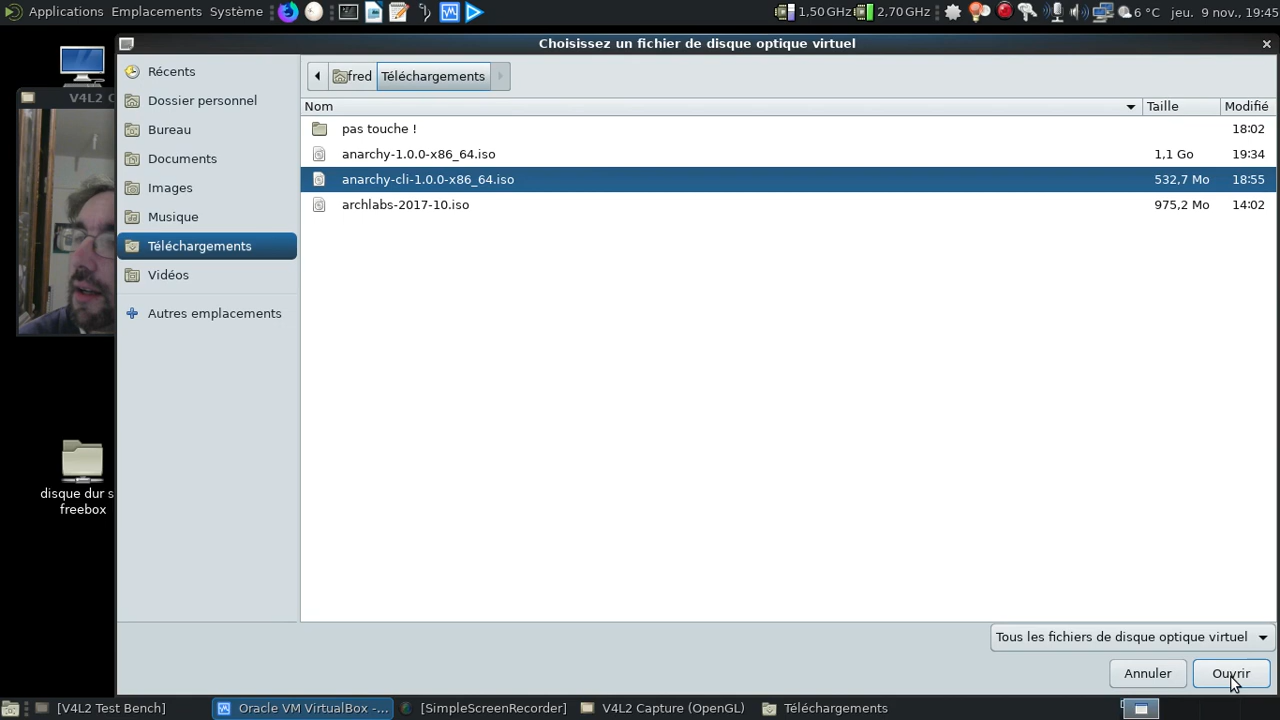 Applications Emplacements Système 1,50 GHz 2,70 GHz 6 °C jeu. 9 nov., 19:45
Choisissez un fichier de disque optique virtuel
V4L2 C
Récents
Dossier personnel
Bureau
Documents
Images
Musique
Téléchargements
Vidéos
Autres emplacements
fred Téléchargements
Nom Taille Modifié
pas touche ! 18:02
anarchy-1.0.0-x86_64.iso 1,1 Go 19:34
anarchy-cli-1.0.0-x86_64.iso 532,7 Mo 18:55
archlabs-2017-10.iso 975,2 Mo 14:02
disque dur s
freebox
Tous les fichiers de disque optique virtuel
Annuler Ouvrir
[V4L2 Test Bench] Oracle VM VirtualBox -... [SimpleScreenRecorder] V4L2 Capture (OpenGL) Téléchargements